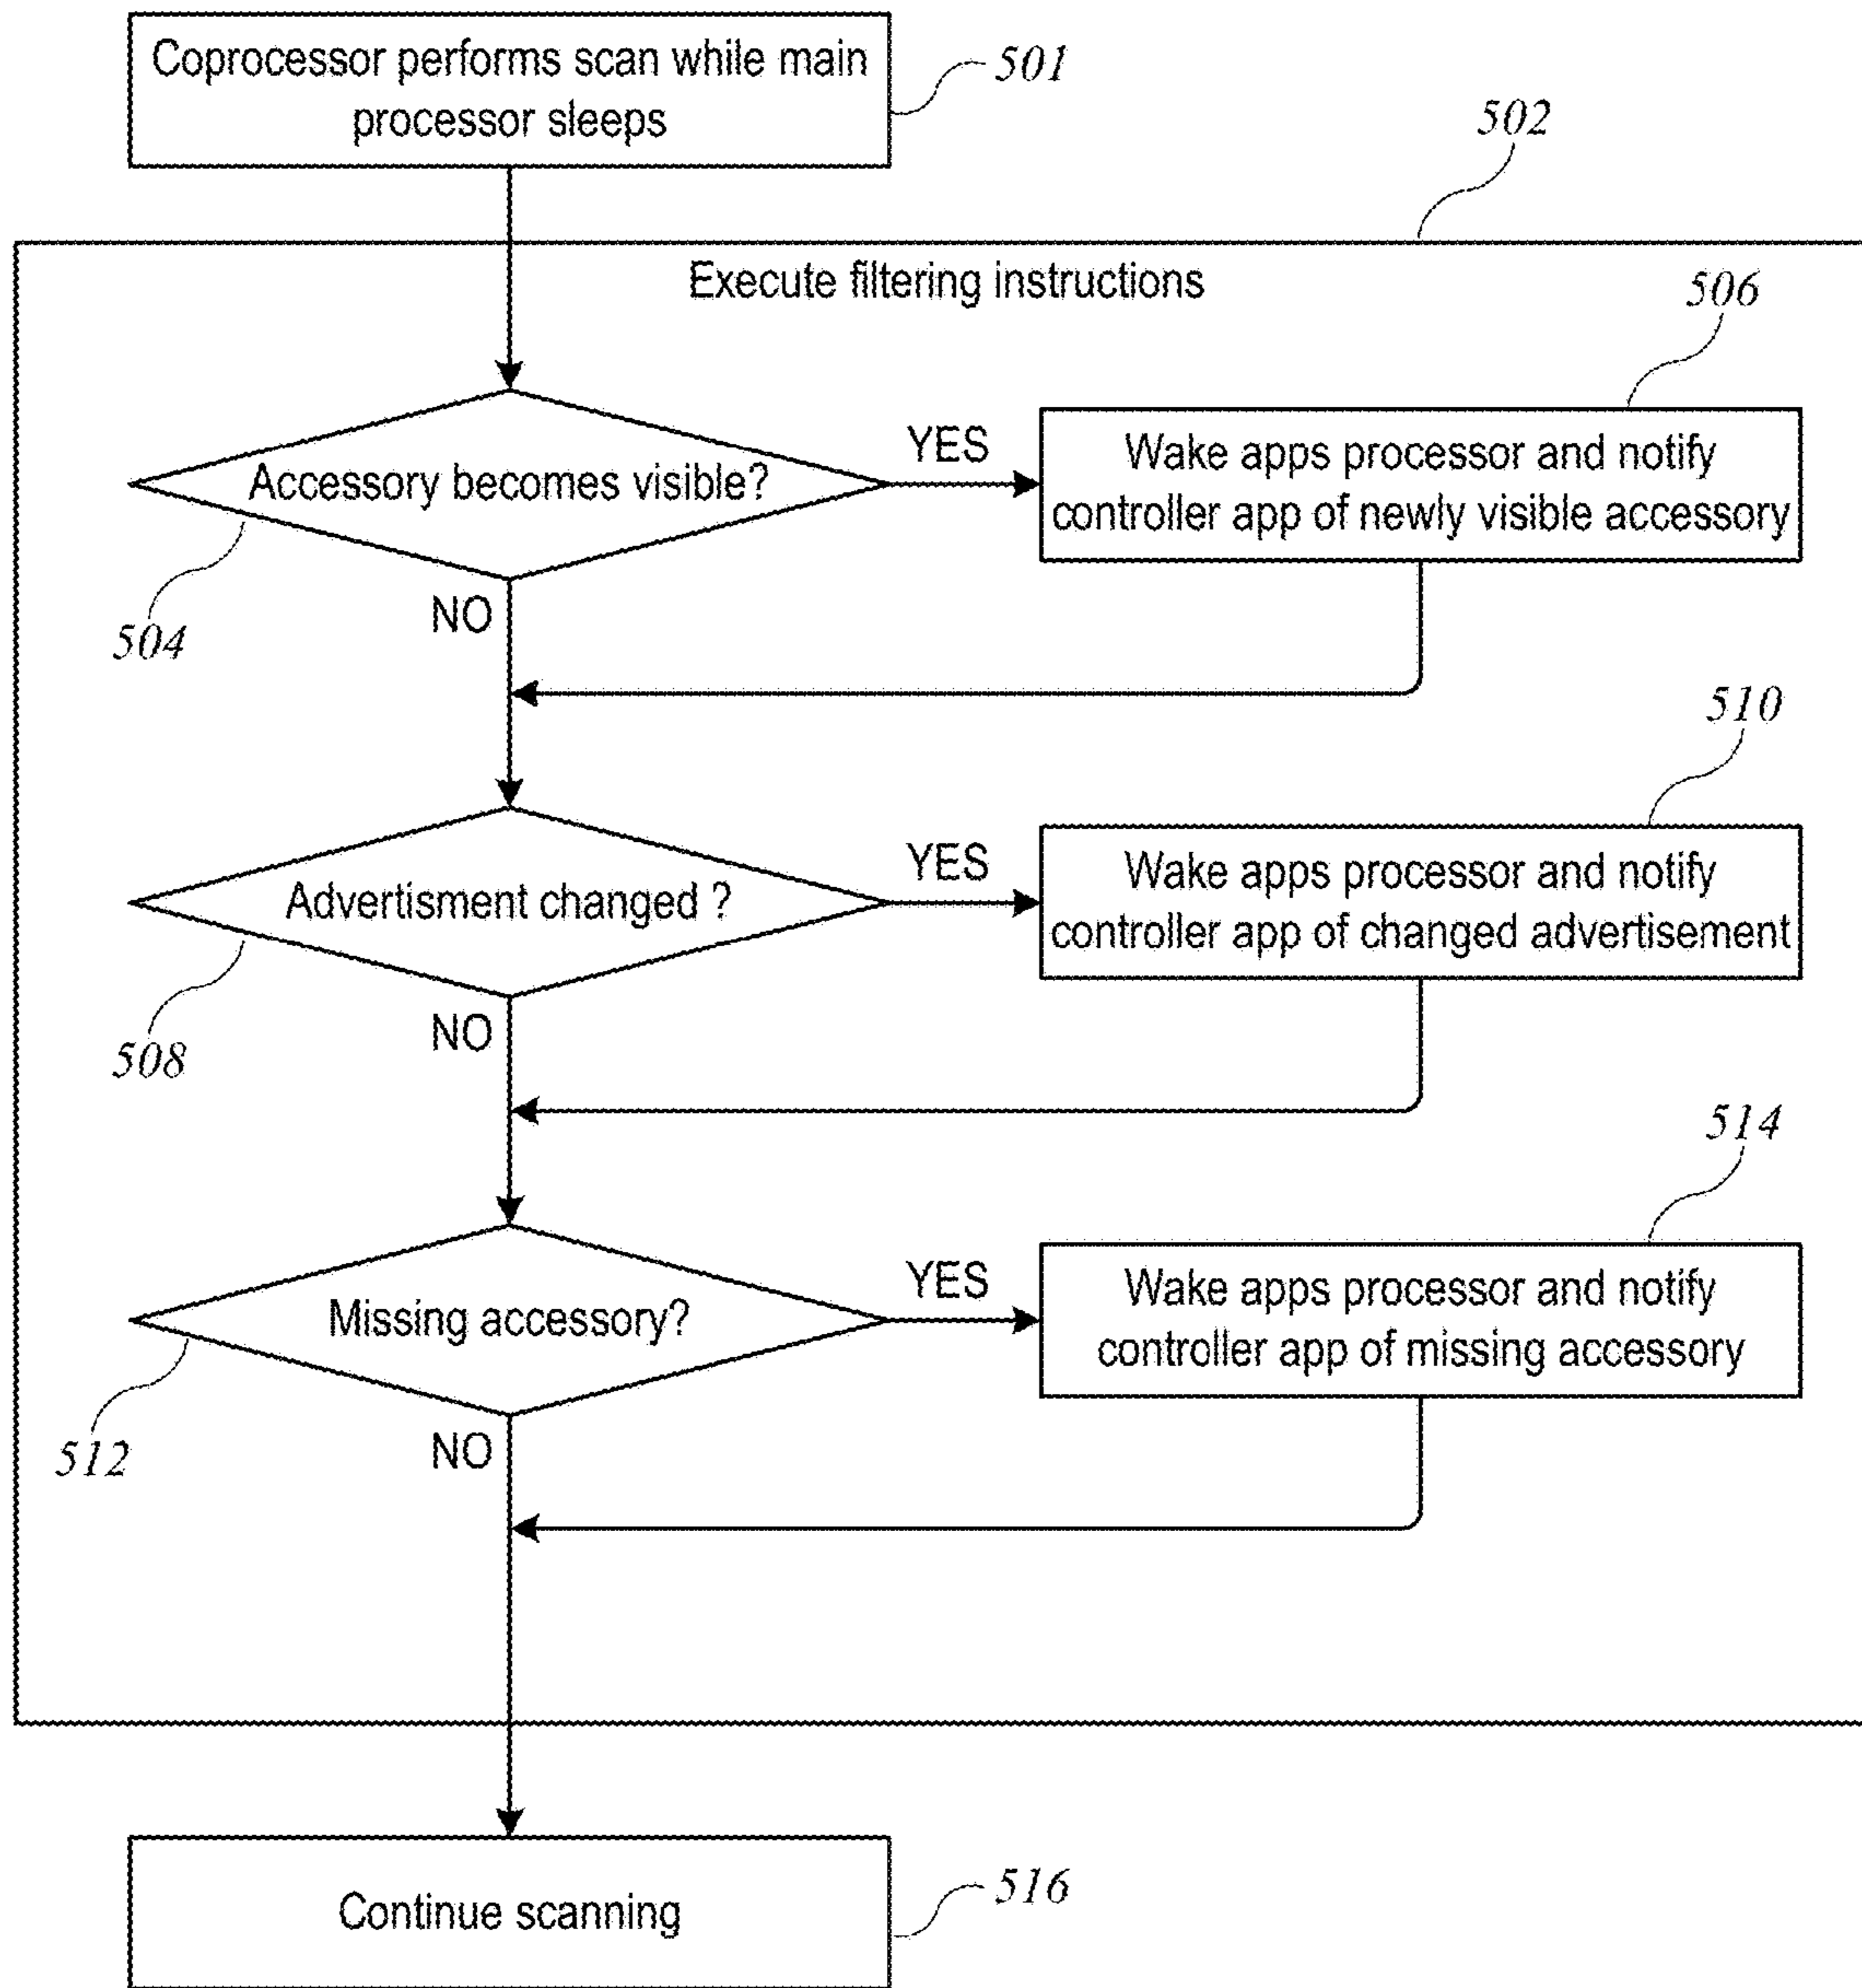 Coprocessor performs scan while main
processor sleeps
501
502
Execute filtering instructions
506
Accessory becomes visible?
YES
Wake apps processor and notify
controller app of newly visible accessory
504
NO
510
Advertisment changed ?
YES
Wake apps processor and notify
controller app of changed advertisement
508
NO
514
Missing accessory?
YES
Wake apps processor and notify
controller app of missing accessory
512
NO
Continue scanning
516